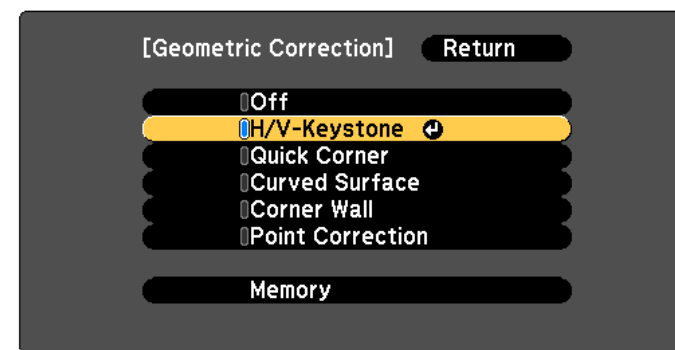 [Geometric Correction] Return
Off
H/V-Keystone
Quick Corner
Curved Surface
Corner Wall
Point Correction
Memory